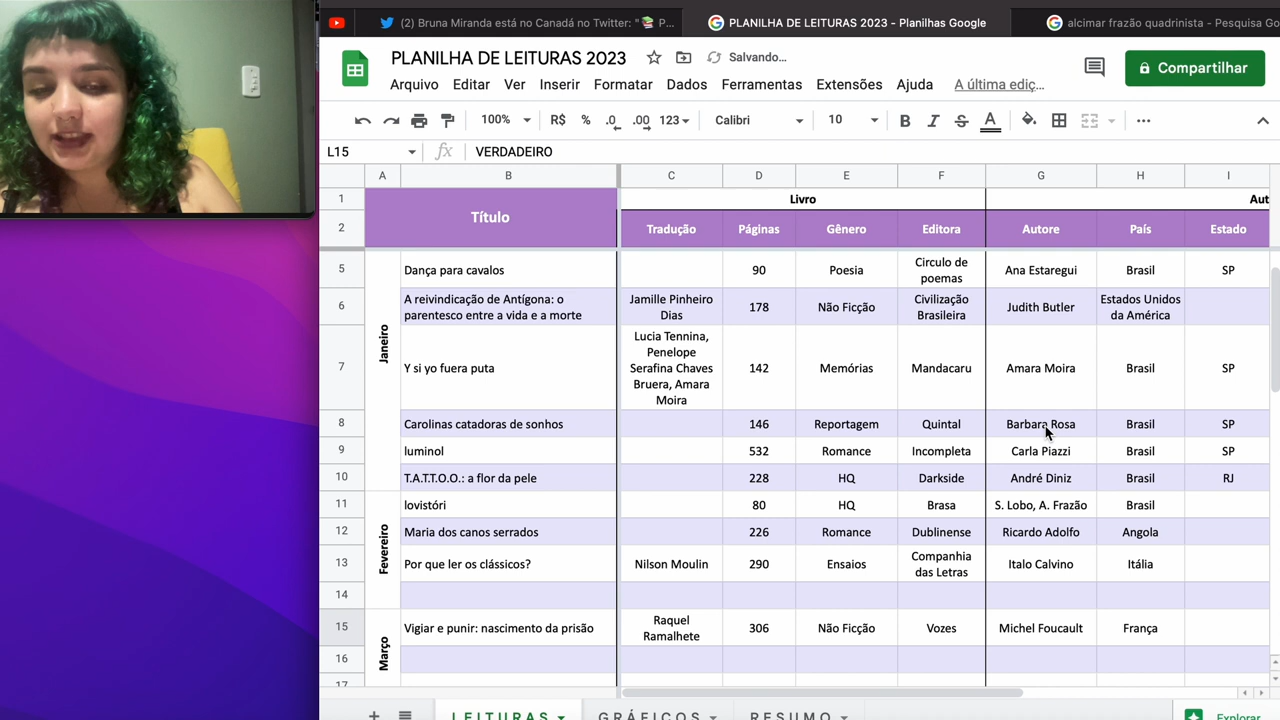 (2) Bruna Miranda está no Canadá no Twitter: "📚 P...
PLANILHA DE LEITURAS 2023 - Planilhas Google
alcimar frazão quadrinista - Pesquisa Go
PLANILHA DE LEITURAS 2023
Salvando…
Compartilhar
Arquivo Editar Ver Inserir Formatar Dados Ferramentas Extensões Ajuda A última ediç...
100% R$ % .0 .00 123 Calibri 10 B I S A
L15 fx VERDADEIRO
A B C D E F G H I
1 Livro Aut
2 Título Tradução Páginas Gênero Editora Autore País Estado
Janeiro
5 Dança para cavalos 90 Poesia Circulo de
poemas Ana Estaregui Brasil SP
6 A reivindicação de Antígona: o
parentesco entre a vida e a morte Jamille Pinheiro
Dias 178 Não Ficção Civilização
Brasileira Judith Butler Estados Unidos
da América
7 Y si yo fuera puta Lucia Tennina,
Penelope
Serafina Chaves
Bruera, Amara
Moira 142 Memórias Mandacaru Amara Moira Brasil SP
8 Carolinas catadoras de sonhos 146 Reportagem Quintal Barbara Rosa Brasil SP
9 luminol 532 Romance Incompleta Carla Piazzi Brasil SP
10 T.A.T.T.O.O.: a flor da pele 228 HQ Darkside André Diniz Brasil RJ
Fevereiro
11 lovistóri 80 HQ Brasa S. Lobo, A. Frazão Brasil
12 Maria dos canos serrados 226 Romance Dublinense Ricardo Adolfo Angola
13 Por que ler os clássicos? Nilson Moulin 290 Ensaios Companhia
das Letras Italo Calvino Itália
14
Março
15 Vigiar e punir: nascimento da prisão Raquel
Ramalhete 306 Não Ficção Vozes Michel Foucault França
16
17
LEITURAS GRÁFICOS RESUMO Explorar